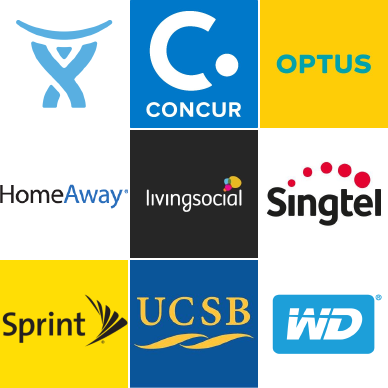 CONCUR
OPTUS
HomeAway®
livingsocial
Singtel
Sprint
UCSB
WD®